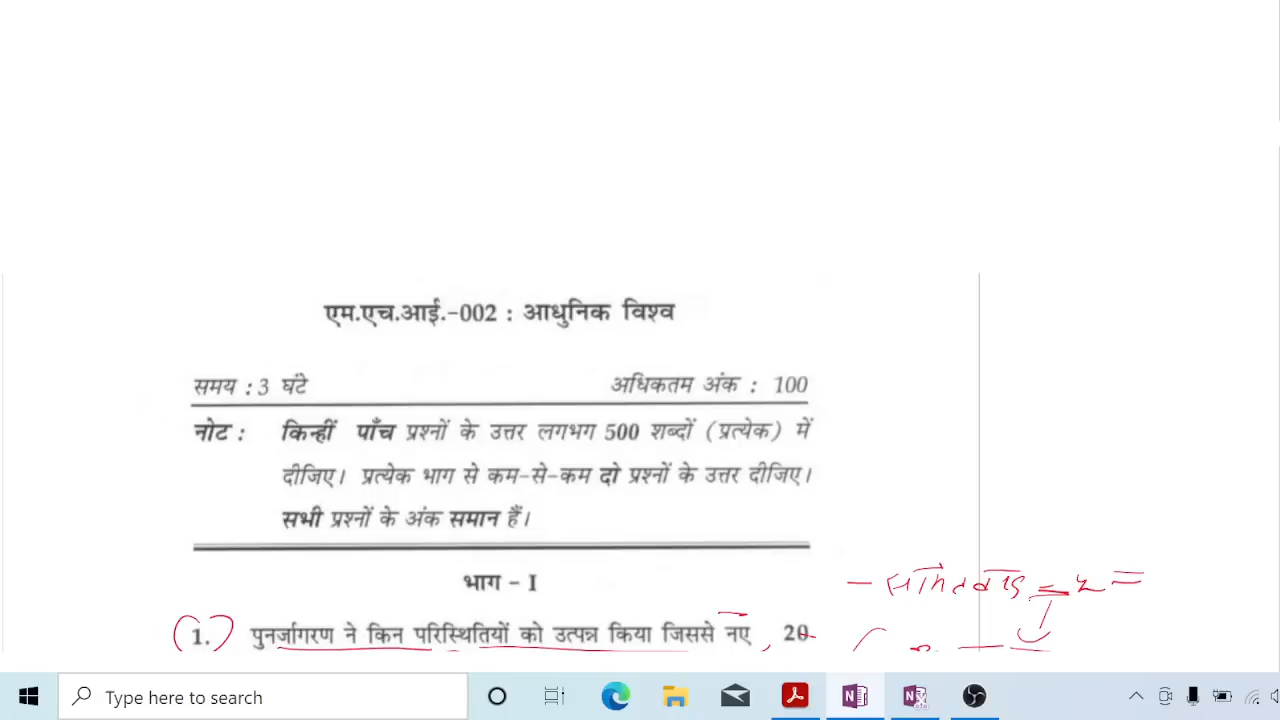 एम.एच.आई.-002 : आधुनिक विश्व
समय : 3 घंटे अधिकतम अंक : 100
नोट : किन्हीं पाँच प्रश्नों के उत्तर लगभग 500 शब्दों (प्रत्येक) में
दीजिए। प्रत्येक भाग से कम-से-कम दो प्रश्नों के उत्तर दीजिए।
सभी प्रश्नों के अंक समान हैं।
भाग - I
1. पुनर्जागरण ने किन परिस्थितियों को उत्पन्न किया जिससे नए 20
Type here to search